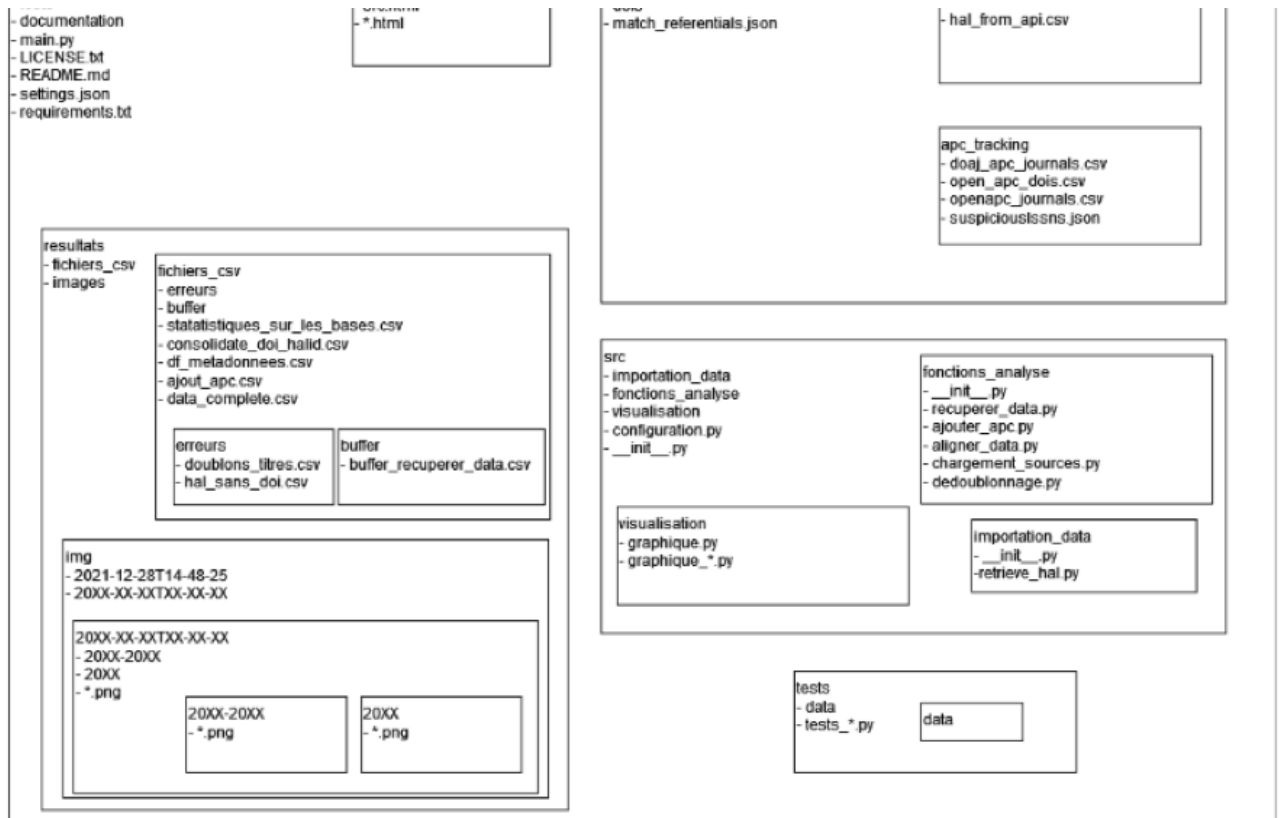 - documentation
- main.py
- LICENSE.txt
- README.md
- settings.json
- requirements.txt
- *.html
- match_referentials.json
- hal_from_api.csv
apc_tracking
- doaj_apc_journals.csv
- open_apc_dois.csv
- openapc_journals.csv
- suspiciousIssns.json
resultats
- fichiers_csv
- images
fichiers_csv
- erreurs
- buffer
- statatistiques_sur_les_bases.csv
- consolidate_doi_halid.csv
- df_metadonnees.csv
- ajout_apc.csv
- data_complete.csv
erreurs
- doublons_titres.csv
- hal_sans_doi.csv
buffer
- buffer_recuperer_data.csv
img
- 2021-12-28T14-48-25
- 20XX-XX-XXTXX-XX-XX
20XX-XX-XXTXX-XX-XX
- 20XX-20XX
- 20XX
- *.png
20XX-20XX
- *.png
20XX
- *.png
src
- importation_data
- fonctions_analyse
- visualisation
- configuration.py
- __init__.py
fonctions_analyse
- __init__.py
- recuperer_data.py
- ajouter_apc.py
- aligner_data.py
- chargement_sources.py
- dedoublonnage.py
visualisation
- graphique.py
- graphique_*.py
importation_data
- __init__.py
-retrieve_hal.py
tests
- data
- tests_*.py
data